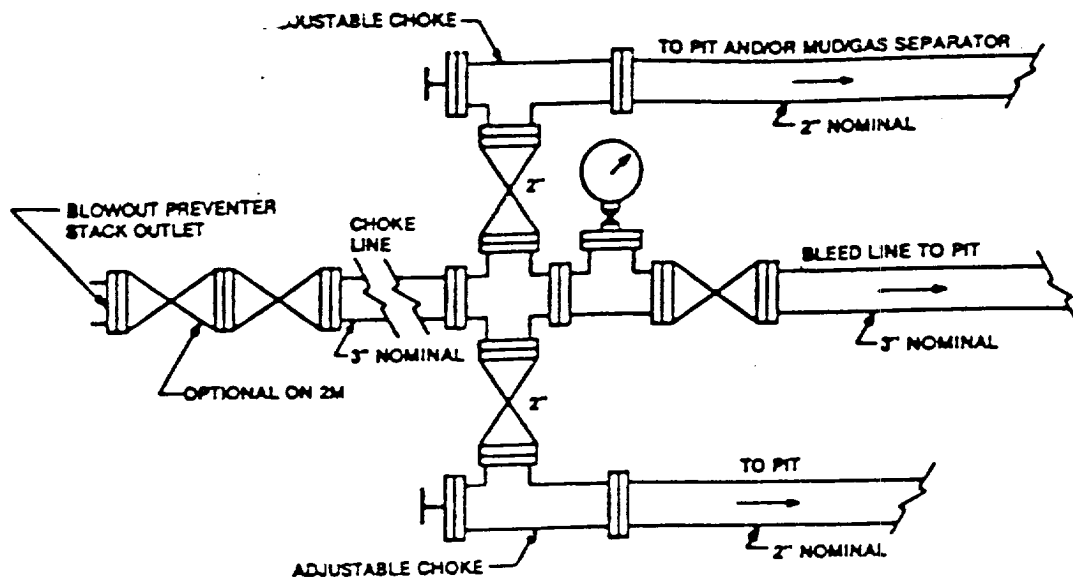 JUSTABLE CHOKE
TO PIT AND/OR MUD/GAS SEPARATOR
2" NOMINAL
2"
BLOWOUT PREVENTER
STACK OUTLET
CHOKE
LINE
BLEED LINE TO PIT
3" NOMINAL
3" NOMINAL
OPTIONAL ON 2M
2"
TO PIT
2" NOMINAL
ADJUSTABLE CHOKE